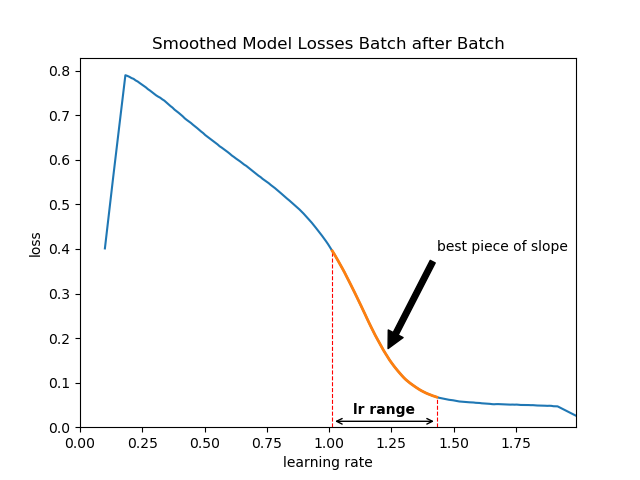 Smoothed Model Losses Batch after Batch
loss
0.8
0.7
0.6
0.5
0.4
0.3
0.2
0.1
0.0
best piece of slope
lr range
0.00 0.25 0.50 0.75 1.00 1.25 1.50 1.75
learning rate